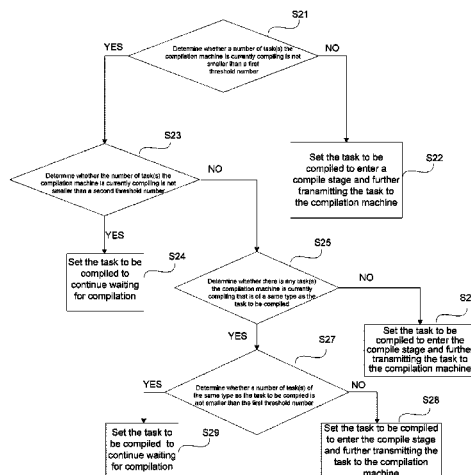 S21
YES
Determine whether a number of task(s) the
compilation machine is currently compiling is not
smaller than a first
threshold number
NO
S23
Determine whether the number of task(s) the
compilation machine is currently compiling is not
smaller than a second threshold number
NO
Set the task to be
compiled to enter a
compile stage and further
transmitting the task to
the compilation machine
S22
YES
S25
Set the task to be
compiled to
continue waiting
for compilation
S24
Determine whether there is any task(s)
the compilation machine is currently
compiling that is of a same type as the
task to be compiled
NO
S2
YES
S27
Set the task to be
compiled to enter the
compile stage and further
transmitting the task to
the compilation machine
YES
Determine whether a number of task(s) of
the same type as the task to be compiled is
not smaller than the first threshold number
NO
S28
Set the task to
be compiled to
continue waiting
for compilation
S29
Set the task to be compiled
to enter the compile stage
and further transmitting the
task to the compilation
machine